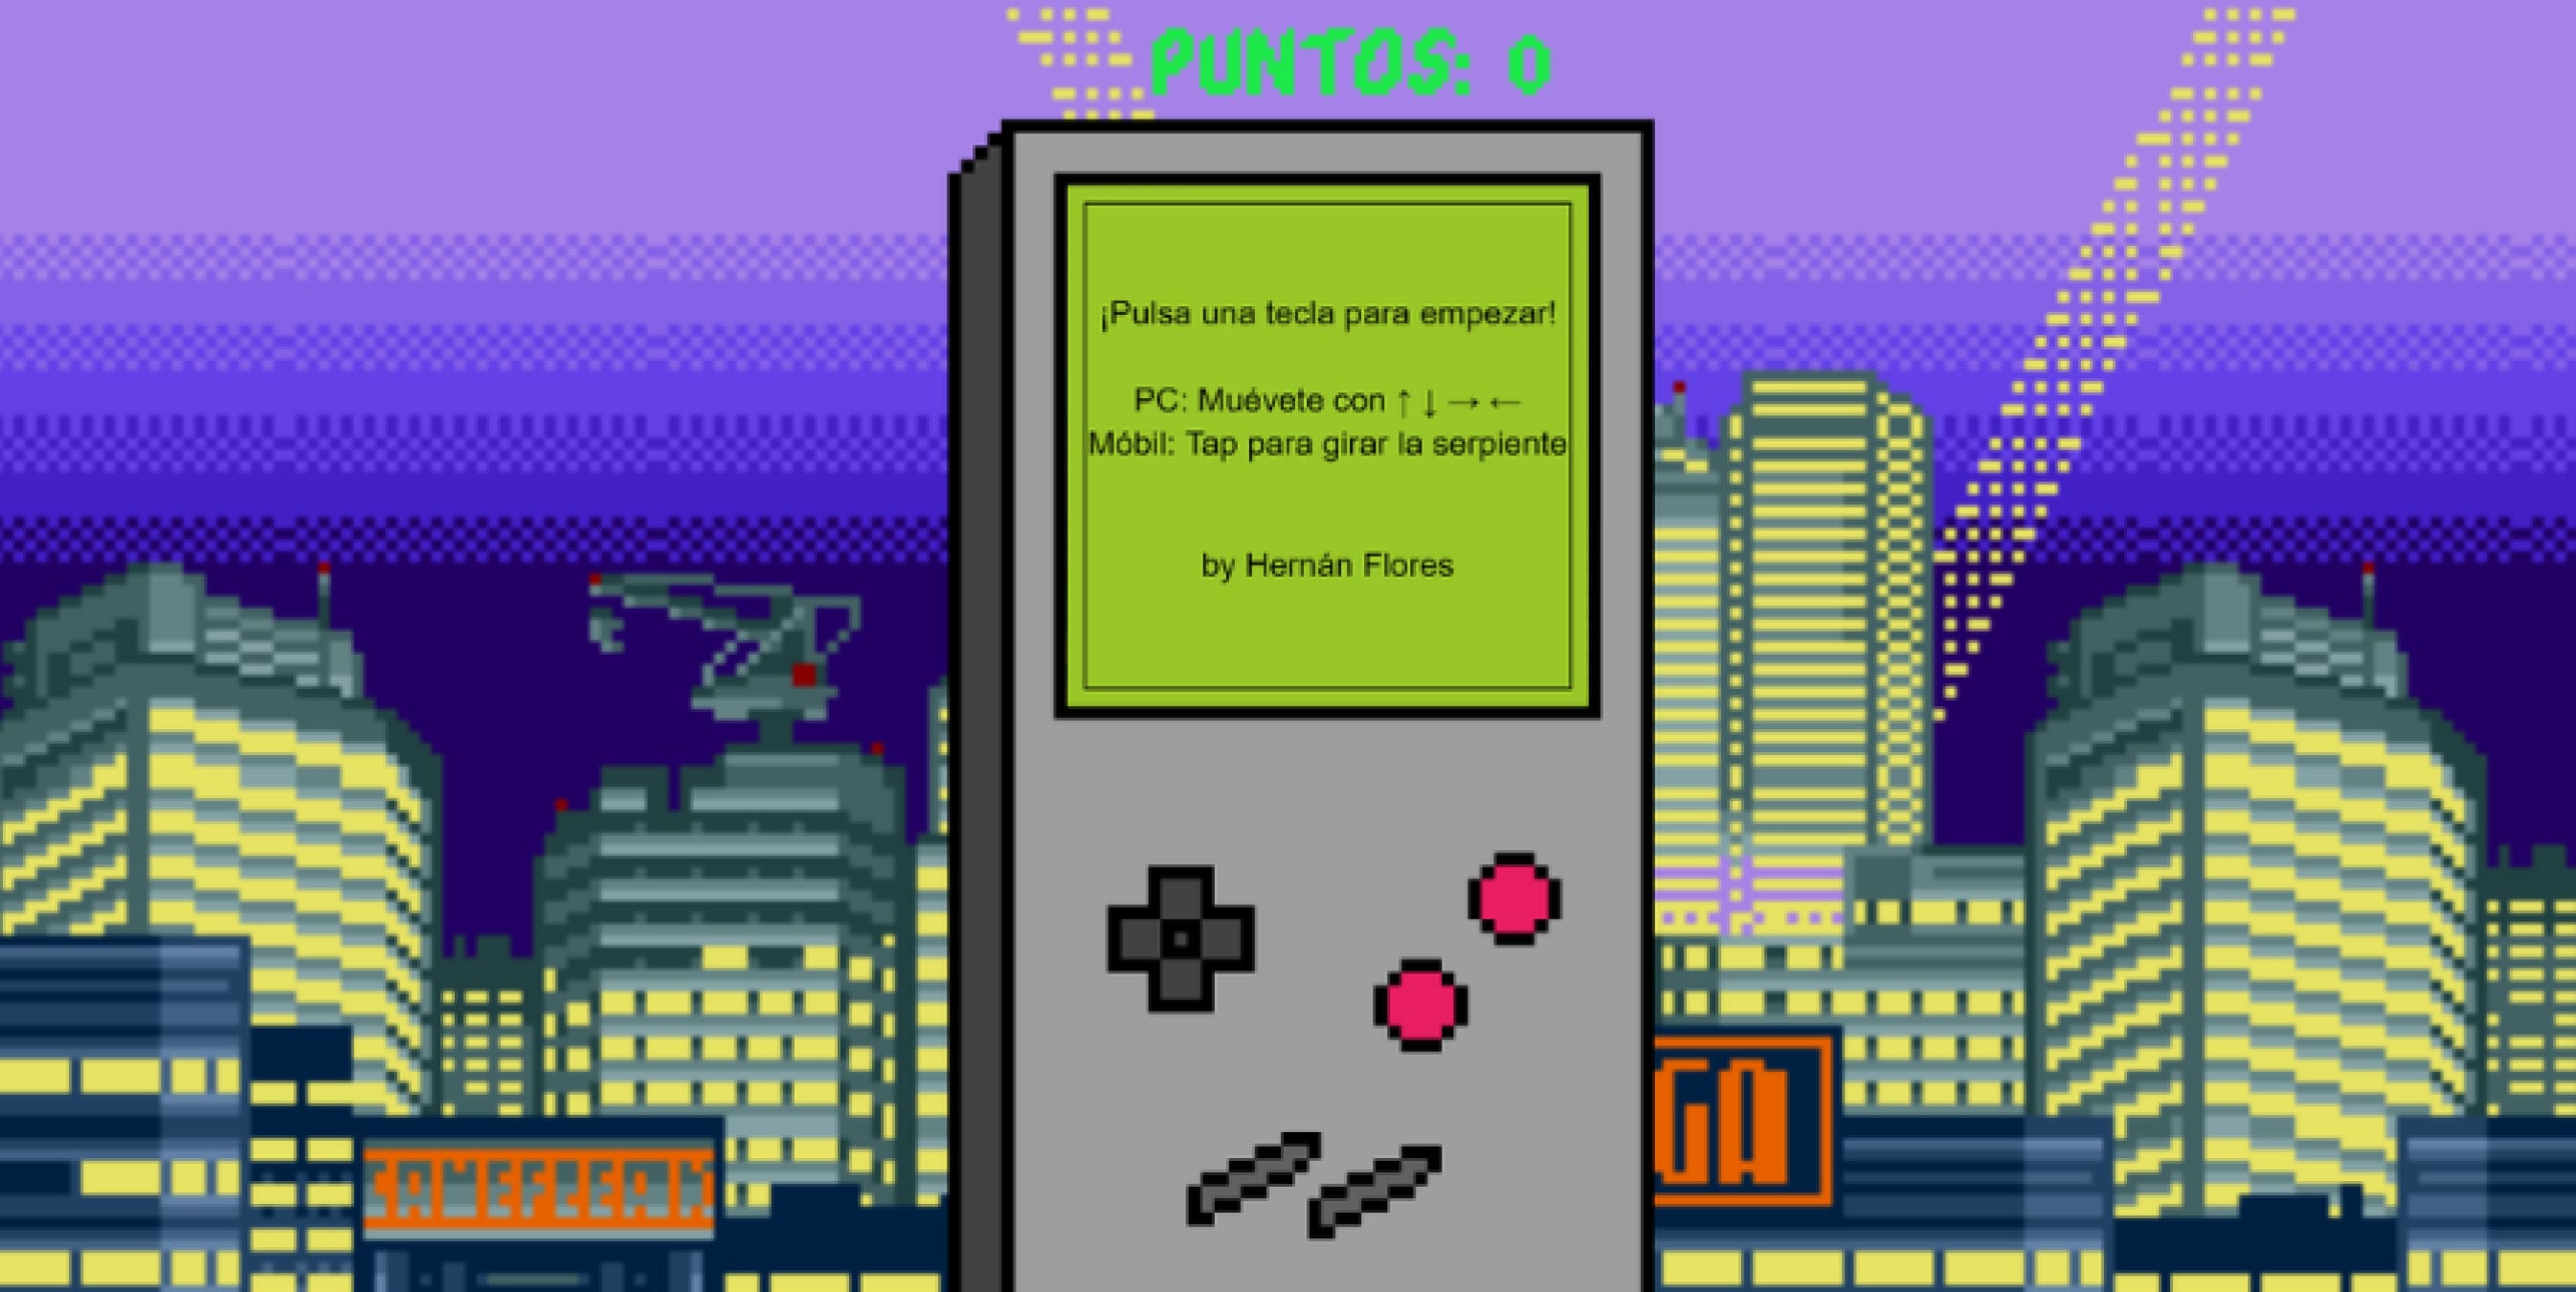 PUNTOS: 0
¡Pulsa una tecla para empezar!
PC: Muévete con ↑ ↓ → ←
Móbil: Tap para girar la serpiente
by Hernán Flores
GA